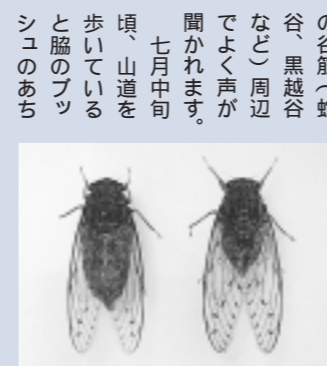 の谷筋（蛇
谷、黒越谷
など）周辺
でよく声が
聞かれます。
七月中旬
頃、山道を
歩いている
と脇のブッ
シュのあち